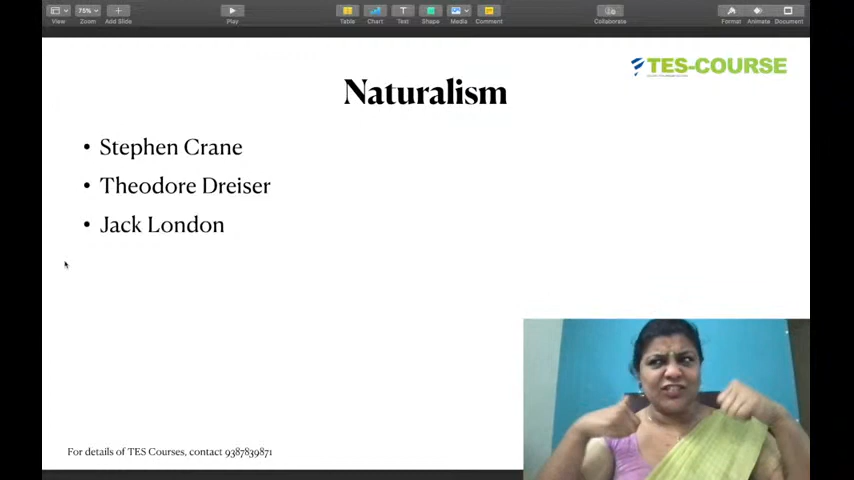 View
75%
Zoom
Add Slide
Play
Table
Chart
Text
Shape
Media
Comment
Collaborate
Format
Animate
Document
TES-COURSE
Naturalism
• Stephen Crane
• Theodore Dreiser
• Jack London
For details of TES Courses, contact 9387839871